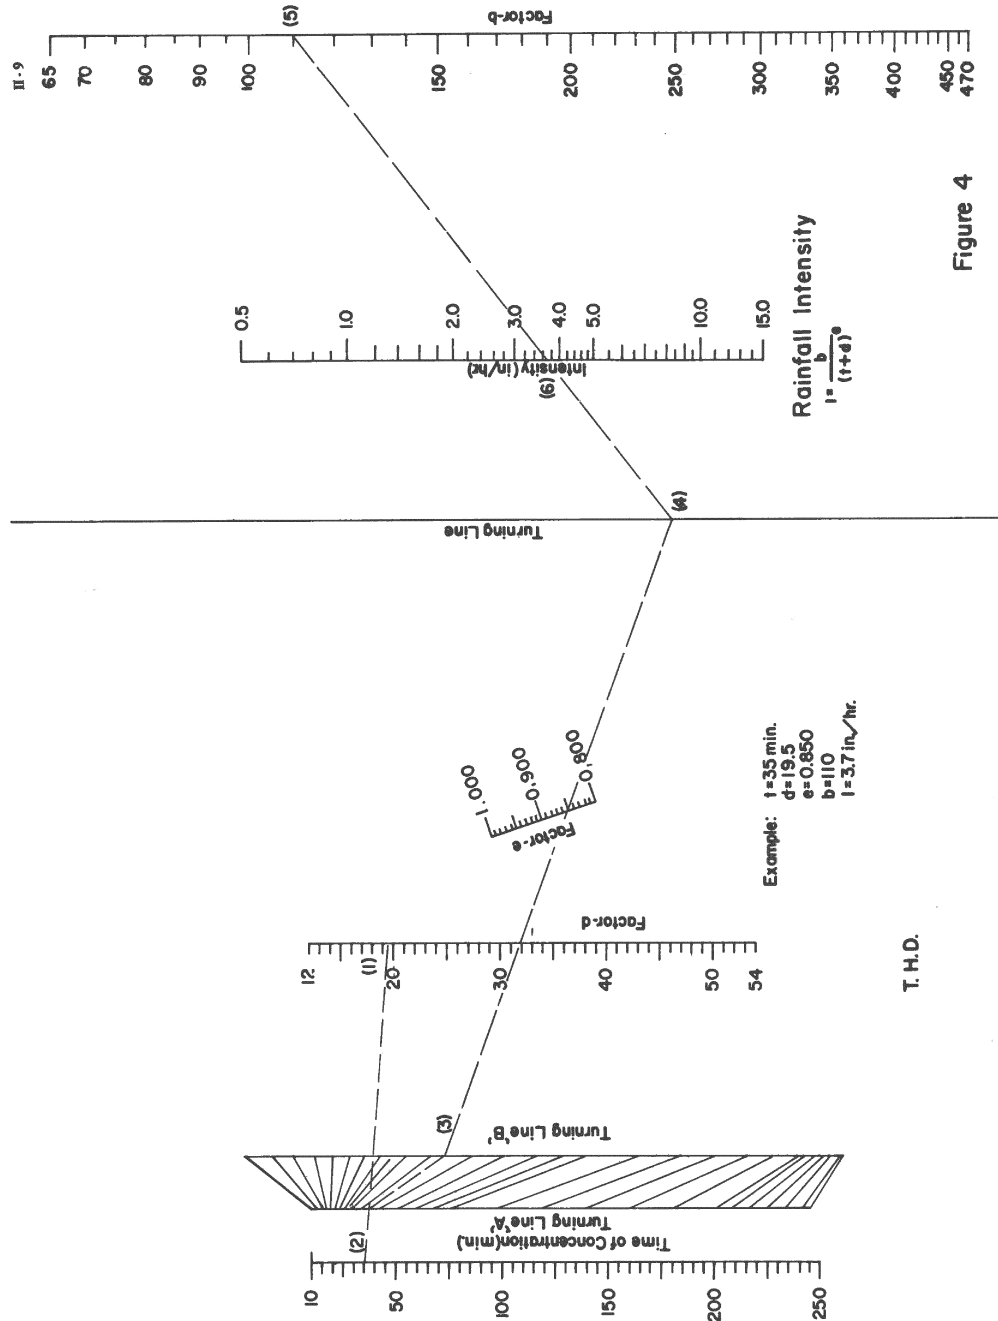 II-9
Factor-b
65
70
80
90
100
150
200
250
300
350
400
450
470
(5)
Rainfall Intensity
I = b
(t+d)e
Figure 4
Intensity (in/hr)
0.5
1.0
2.0
3.0
4.0
5.0
10.0
15.0
(6)
Turning Line
(4)
Factor-e
1.000
0.900
0.800
Example: t=35 min.
d=19.5
e=0.850
b=110
I=3.7 in/hr.
Factor-d
12
20
30
40
50
54
(1)
T.H.D.
Turning Line 'B'
(3)
Turning Line 'A'
Time of Concentration (min.)
(2)
10
50
100
150
200
250